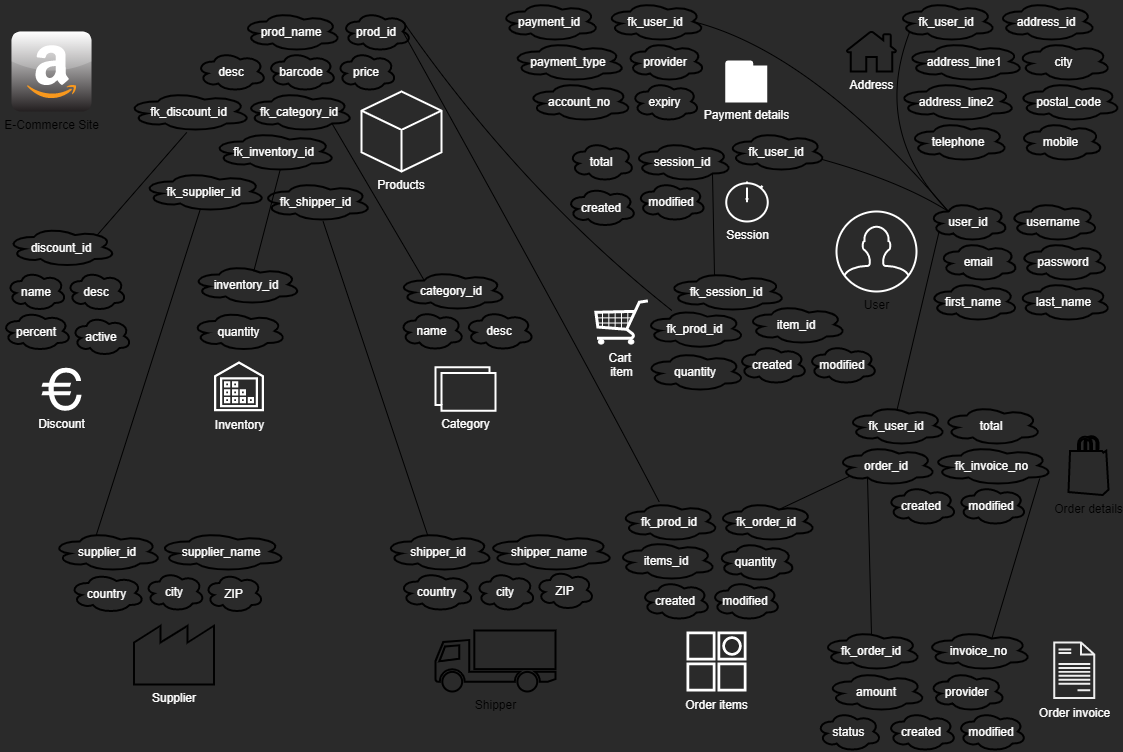 a
E-Commerce Site
prod_name
prod_id
desc
barcode
price
fk_discount_id
fk_category_id
fk_inventory_id
fk_supplier_id
fk_shipper_id
Products
payment_id
fk_user_id
payment_type
provider
account_no
expiry
Payment details
Address
fk_user_id
address_id
address_line1
city
address_line2
postal_code
telephone
mobile
total
session_id
fk_user_id
created
modified
Session
user_id
username
email
password
first_name
last_name
User
discount_id
name
desc
percent
active
€
Discount
inventory_id
quantity
Inventory
category_id
name
desc
Category
fk_session_id
fk_prod_id
item_id
quantity
created
modified
Cart
item
fk_user_id
total
order_id
fk_invoice_no
created
modified
Order details
supplier_id
supplier_name
country
city
ZIP
Supplier
shipper_id
shipper_name
country
city
ZIP
Shipper
fk_prod_id
fk_order_id
items_id
quantity
created
modified
Order items
fk_order_id
invoice_no
amount
provider
status
created
modified
Order invoice